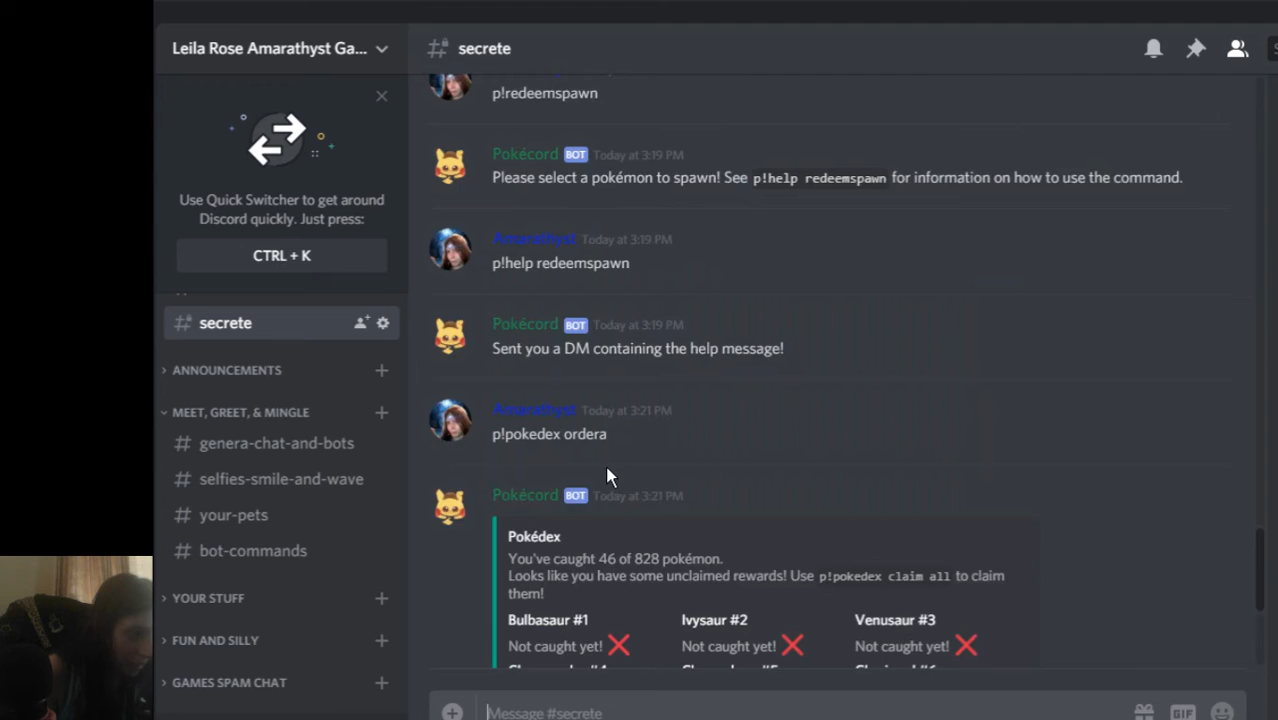 Leila Rose Amarathyst Ga...
secrete
Use Quick Switcher to get around
Discord quickly. Just press:
CTRL + K
secrete
ANNOUNCEMENTS
MEET, GREET, & MINGLE
genera-chat-and-bots
selfies-smile-and-wave
your-pets
bot-commands
YOUR STUFF
FUN AND SILLY
GAMES SPAM CHAT
p!redeemspawn
Pokécord BOT Today at 3:19 PM
Please select a pokémon to spawn! See p!help redeemspawn for information on how to use the command.
Amarathyst Today at 3:19 PM
p!help redeemspawn
Pokécord BOT Today at 3:19 PM
Sent you a DM containing the help message!
Amarathyst Today at 3:21 PM
p!pokedex ordera
Pokécord BOT Today at 3:21 PM
Pokédex
You've caught 46 of 828 pokémon.
Looks like you have some unclaimed rewards! Use p!pokedex claim all to claim
them!
Bulbasaur #1 Ivysaur #2 Venusaur #3
Not caught yet! Not caught yet! Not caught yet!
Message #secrete
GIF